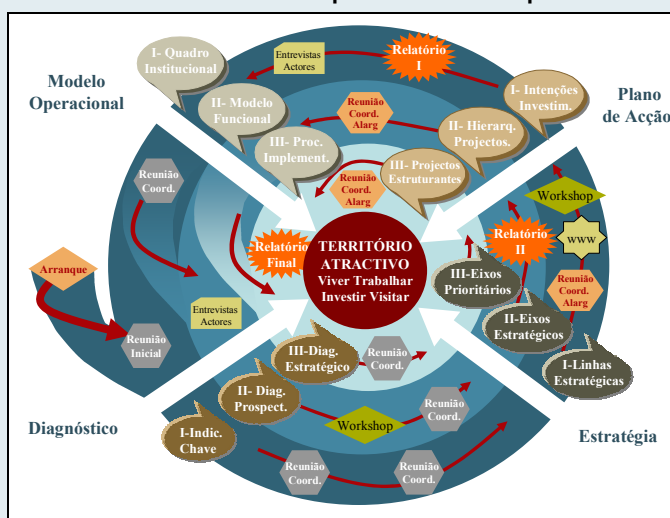 Modelo
Operacional
I- Quadro
Institucional
II- Modelo
Funcional
III- Proc.
Implement.
Entrevistas
Actores
Relatório
I
Reunião
Coord.
Alarg
Reunião
Coord.
Alarg
I- Intenções
Investim.
II- Hierarq.
Projectos.
III- Projectos
Estruturantes
Plano
de Acção
Workshop
www
Relatório
II
Reunião
Coord.
Alarg
III-Eixos
Prioritários
II-Eixos
Estratégicos
I-Linhas
Estratégicas
Estratégia
TERRITÓRIO
ATRACTIVO
Viver Trabalhar
Investir Visitar
Relatório
Final
Reunião
Coord.
Arranque
Reunião
Inicial
Entrevistas
Actores
III-Diag.
Estratégico
Reunião
Coord.
II- Diag.
Prospect.
Workshop
Reunião
Coord.
I-Indic.
Chave
Reunião
Coord.
Reunião
Coord.
Diagnóstico